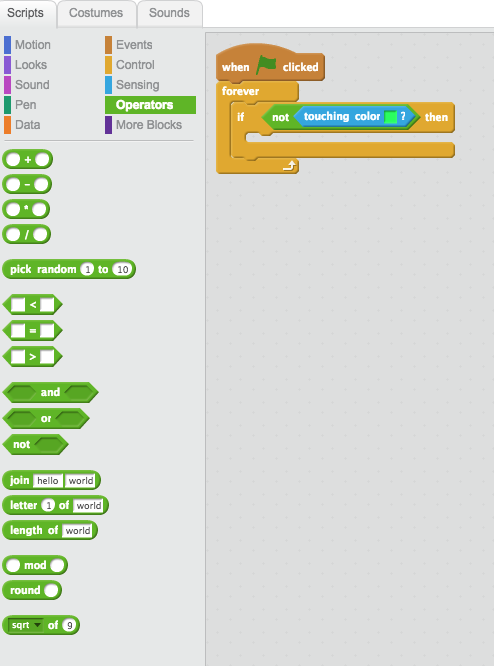 Scripts Costumes Sounds
Motion Events
Looks Control
Sound Sensing
Pen Operators
Data More Blocks
+
-
*
/
pick random 1 to 10
<
=
>
and
or
not
join hello world
letter 1 of world
length of world
mod
round
sqrt of 9
when clicked
forever
if not touching color ? then